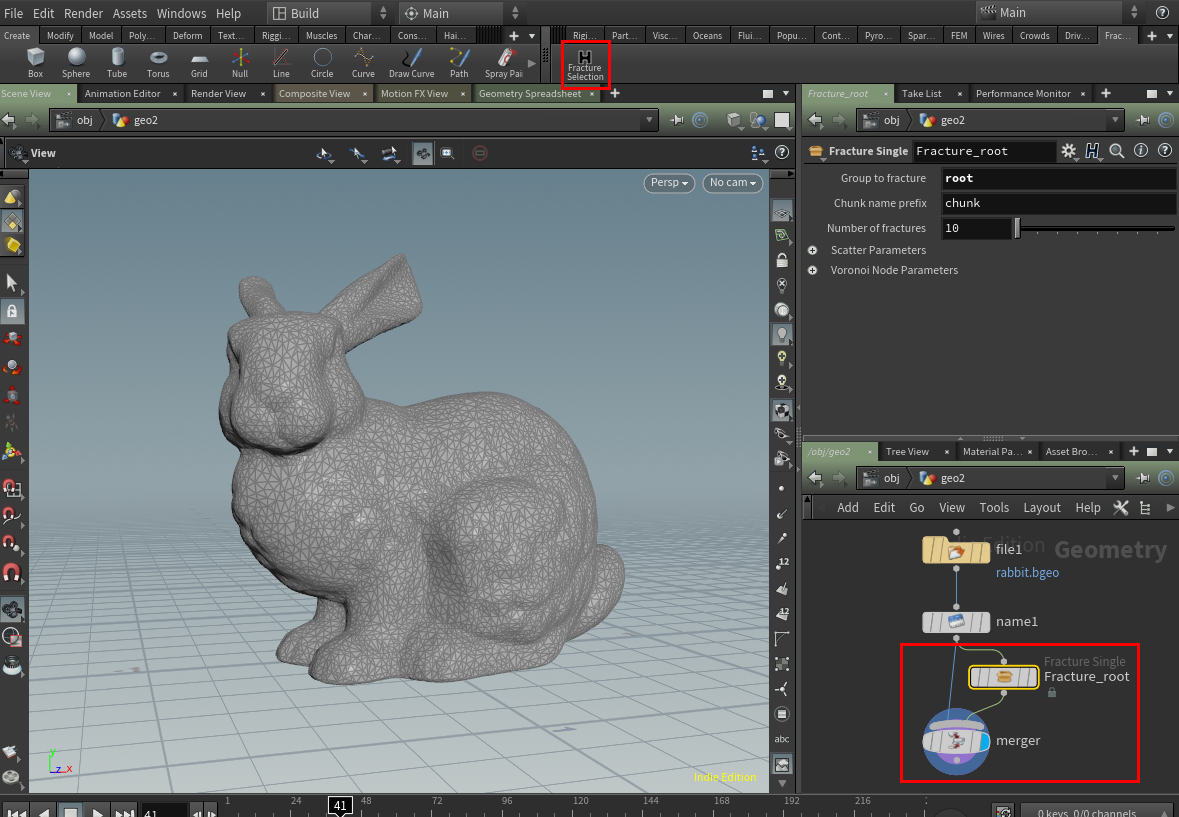 File Edit Render Assets Windows Help Build Main Main
Create Modify Model Poly... Deform Text... Riggi... Muscles Char... Cons... Hai... Rigi... Part... Visc... Oceans Flui... Popu... Cont... Pyro... Spar... FEM Wires Crowds Driv... Frac...
Box Sphere Tube Torus Grid Null Line Circle Curve Draw Curve Path Spray Pai
Fracture
Selection
Scene View Animation Editor Render View Composite View Motion FX View Geometry Spreadsheet
Fracture_root Take List Performance Monitor
obj geo2
obj geo2
View
Fracture Single Fracture_root
Persp No cam
Group to fracture root
Chunk name prefix chunk
Number of fractures 10
Scatter Parameters
Voronoi Node Parameters
/obj/geo2 Tree View Material Pa... Asset Bro...
obj geo2
Add Edit Go View Tools Layout Help
Edition Geometry
file1
rabbit.bgeo
name1
Fracture Single
Fracture_root
merger
12
12
abc
y
z x
Indie Edition
1 24 41 48 72 96 120 144 168 192 216
41
0 keys, 0/0 channels